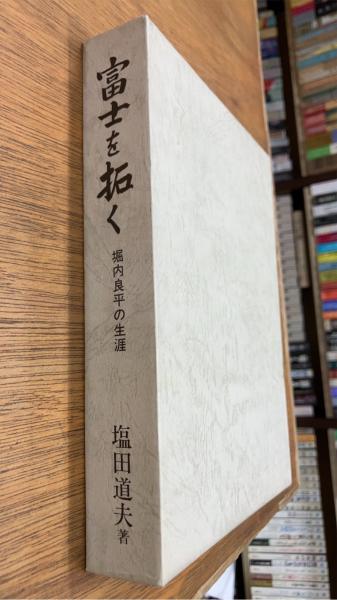 富士を拓く
堀内良平の生涯
塩田道夫著